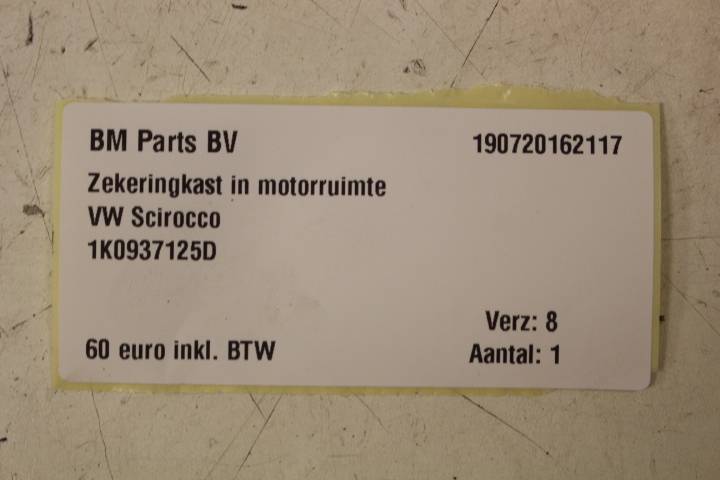 BM Parts BV 190720162117
Zekeringkast in motorruimte
VW Scirocco
1K0937125D
Verz: 8
60 euro inkl. BTW Aantal: 1